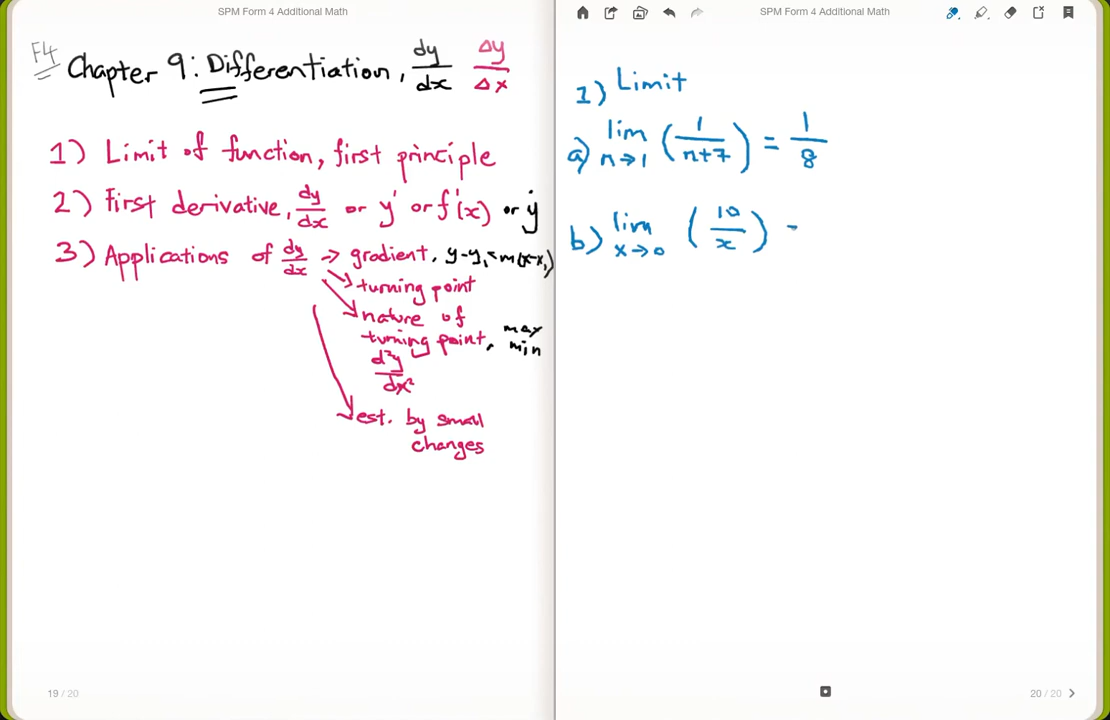 SPM Form 4 Additional Math
F4
Chapter 9: Differentiation, dy/dx Δy/Δx
1) Limit of function, first principle
2) First derivative, dy/dx or y' or f'(x) or ẏ
3) Applications of dy/dx → gradient, y-y₁=m(x-x₁)
turning point
nature of
turning point, max
min
d²y/dx²
est. by small
changes
19 / 20
SPM Form 4 Additional Math
1) Limit
a) lim n→1 (1/n+7) = 1/8
b) lim x→0 (10/x) -
20 / 20